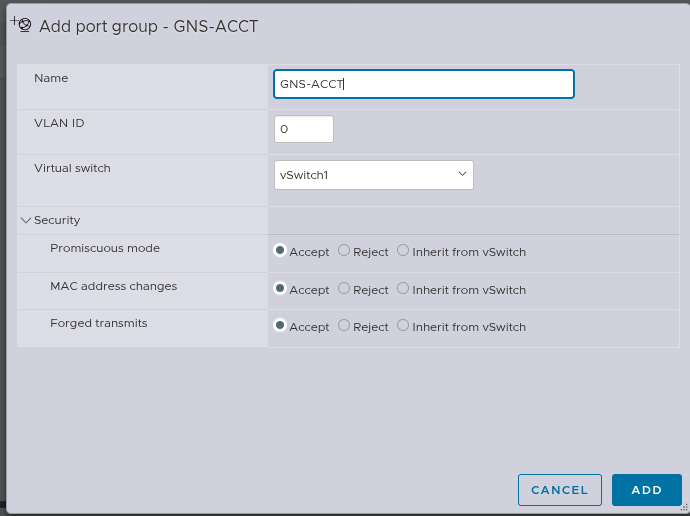 Add port group - GNS-ACCT
Name GNS-ACCT
VLAN ID 0
Virtual switch vSwitch1
Security
Promiscuous mode Accept Reject Inherit from vSwitch
MAC address changes Accept Reject Inherit from vSwitch
Forged transmits Accept Reject Inherit from vSwitch
CANCEL ADD